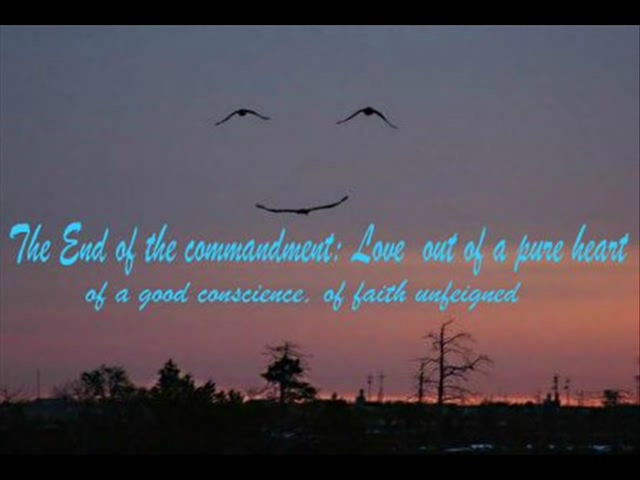 The End of the commandment: Love out of a pure heart
of a good conscience. of faith unfeigned